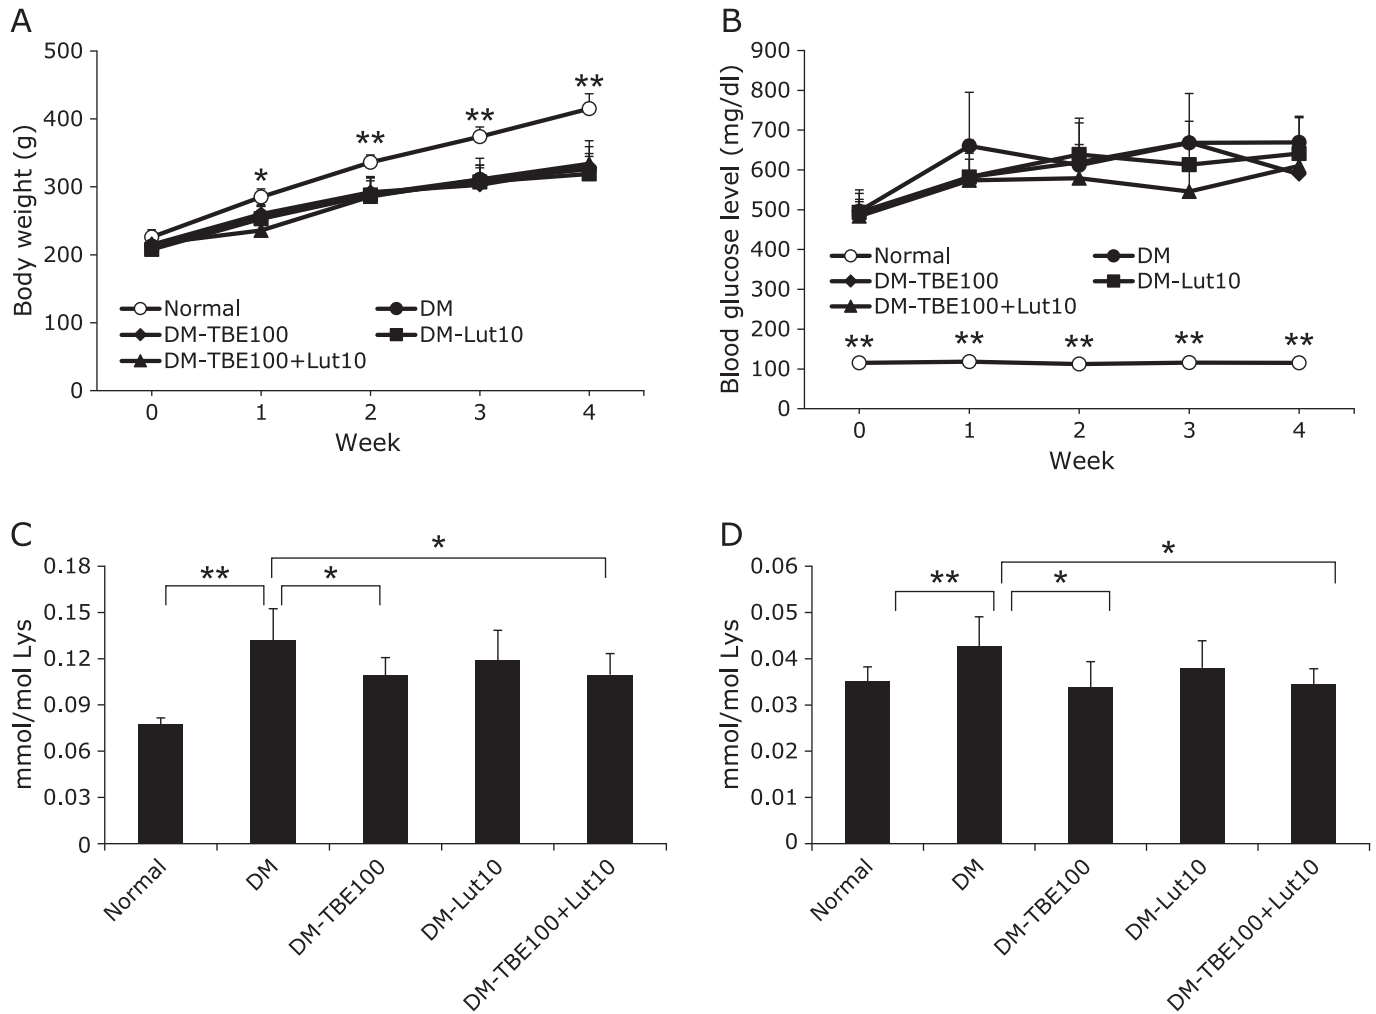 A
500
400
300
200
100
0
Body weight (g)
*
**
**
**
Normal
DM
DM-TBE100
DM-Lut10
DM-TBE100+Lut10
0 1 2 3 4
Week
B
900
800
700
600
500
400
300
200
100
0
Blood glucose level (mg/dl)
Normal
DM
DM-TBE100
DM-Lut10
DM-TBE100+Lut10
** ** ** ** **
0 1 2 3 4
Week
C
0.18
0.15
0.12
0.09
0.06
0.03
0
mmol/mol Lys
*
** *
Normal
DM
DM-TBE100
DM-Lut10
DM-TBE100+Lut10
D
0.06
0.05
0.04
0.03
0.02
0.01
0
mmol/mol Lys
*
** *
Normal
DM
DM-TBE100
DM-Lut10
DM-TBE100+Lut10